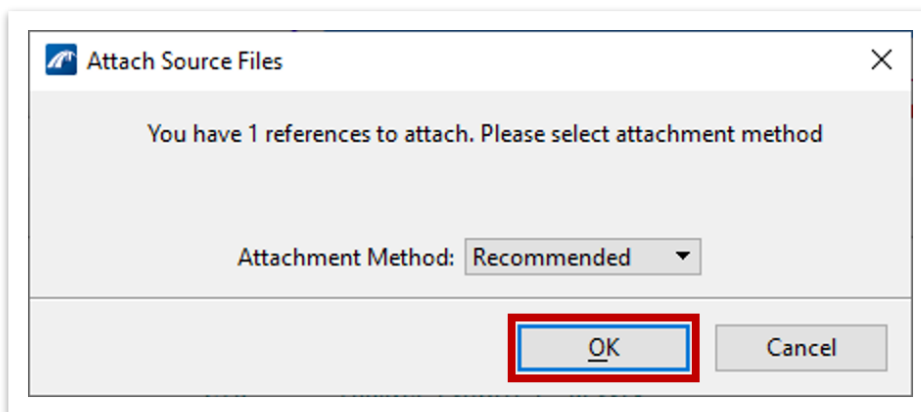 Attach Source Files
You have 1 references to attach. Please select attachment method
Attachment Method: Recommended
OK Cancel